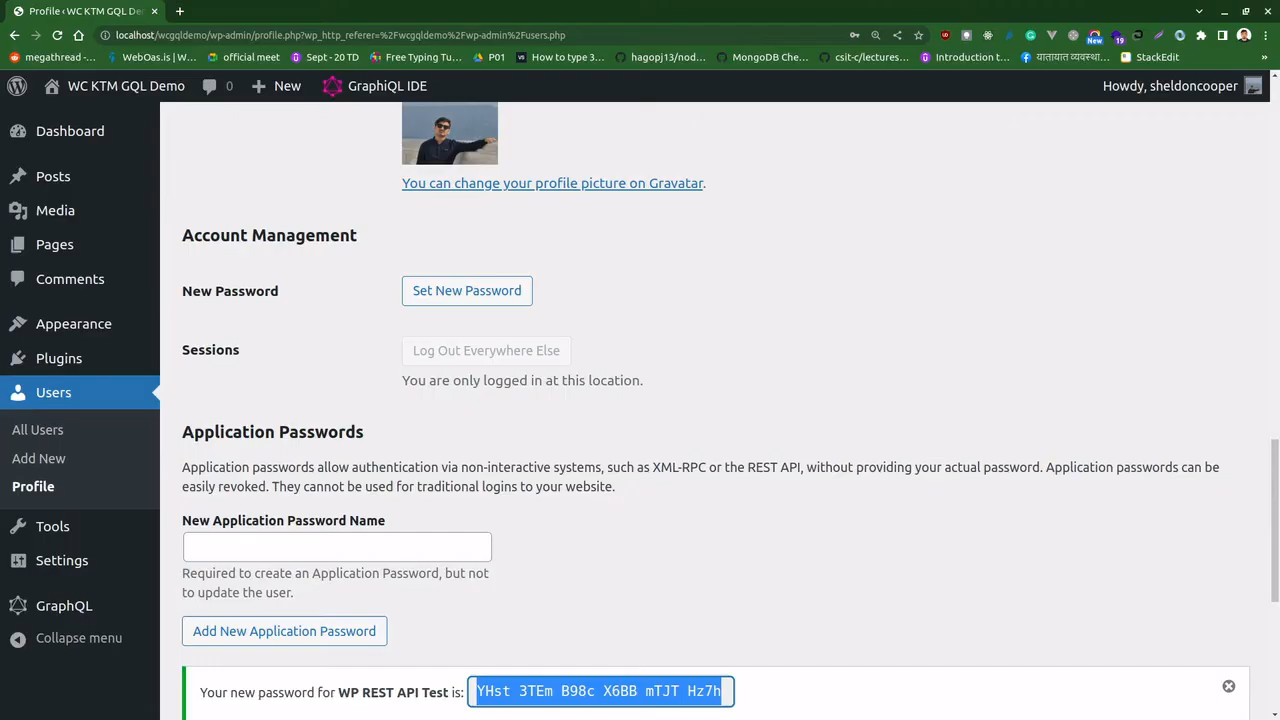 Profile ‹ WC KTM GQL De
localhost/wcgqldemo/wp-admin/profile.php?wp_http_referer=%2Fwcgqldemo%2Fwp-admin%2Fusers.php
New
19
megathread -...
WebOas.is | W...
official meet
Sept - 20 TD
Free Typing Tu...
P01
How to type 3...
hagopj13/nod...
MongoDB Che...
csit-c/lectures...
Introduction t...
यातायात व्यवस्था...
StackEdit
»
WC KTM GQL Demo
0
New
GraphiQL IDE
Howdy, sheldoncooper
Dashboard
Posts
Media
Pages
Comments
Appearance
Plugins
Users
All Users
Add New
Profile
Tools
Settings
GraphQL
Collapse menu
You can change your profile picture on Gravatar.
Account Management
New Password
Set New Password
Sessions
Log Out Everywhere Else
You are only logged in at this location.
Application Passwords
Application passwords allow authentication via non-interactive systems, such as XML-RPC or the REST API, without providing your actual password. Application passwords can be
easily revoked. They cannot be used for traditional logins to your website.
New Application Password Name
Required to create an Application Password, but not
to update the user.
Add New Application Password
Your new password for WP REST API Test is: YHst 3TEm B98c X6BB mTJT Hz7h